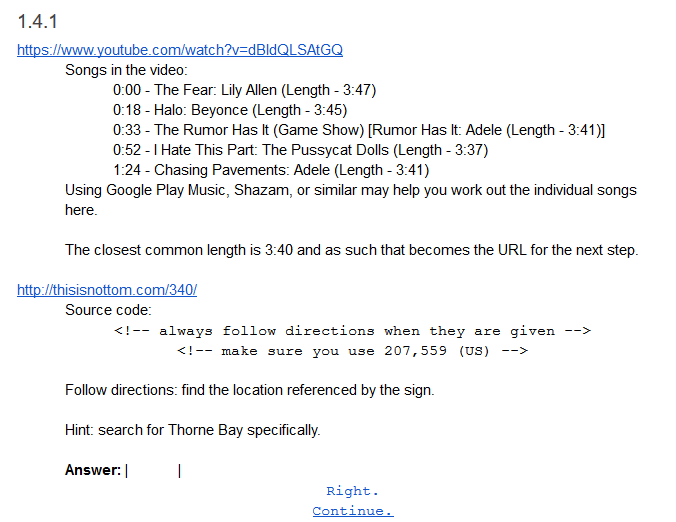 1.4.1
https://www.youtube.com/watch?v=dBldQLSAtGQ
Songs in the video:
0:00 - The Fear: Lily Allen (Length - 3:47)
0:18 - Halo: Beyonce (Length - 3:45)
0:33 - The Rumor Has It (Game Show) [Rumor Has It: Adele (Length - 3:41)]
0:52 - I Hate This Part: The Pussycat Dolls (Length - 3:37)
1:24 - Chasing Pavements: Adele (Length - 3:41)
Using Google Play Music, Shazam, or similar may help you work out the individual songs
here.
The closest common length is 3:40 and as such that becomes the URL for the next step.
http://thisisnottom.com/340/
Source code:
<!-- always follow directions when they are given -->
<!-- make sure you use 207,559 (US) -->
Follow directions: find the location referenced by the sign.
Hint: search for Thorne Bay specifically.
Answer: | |
Right.
Continue.